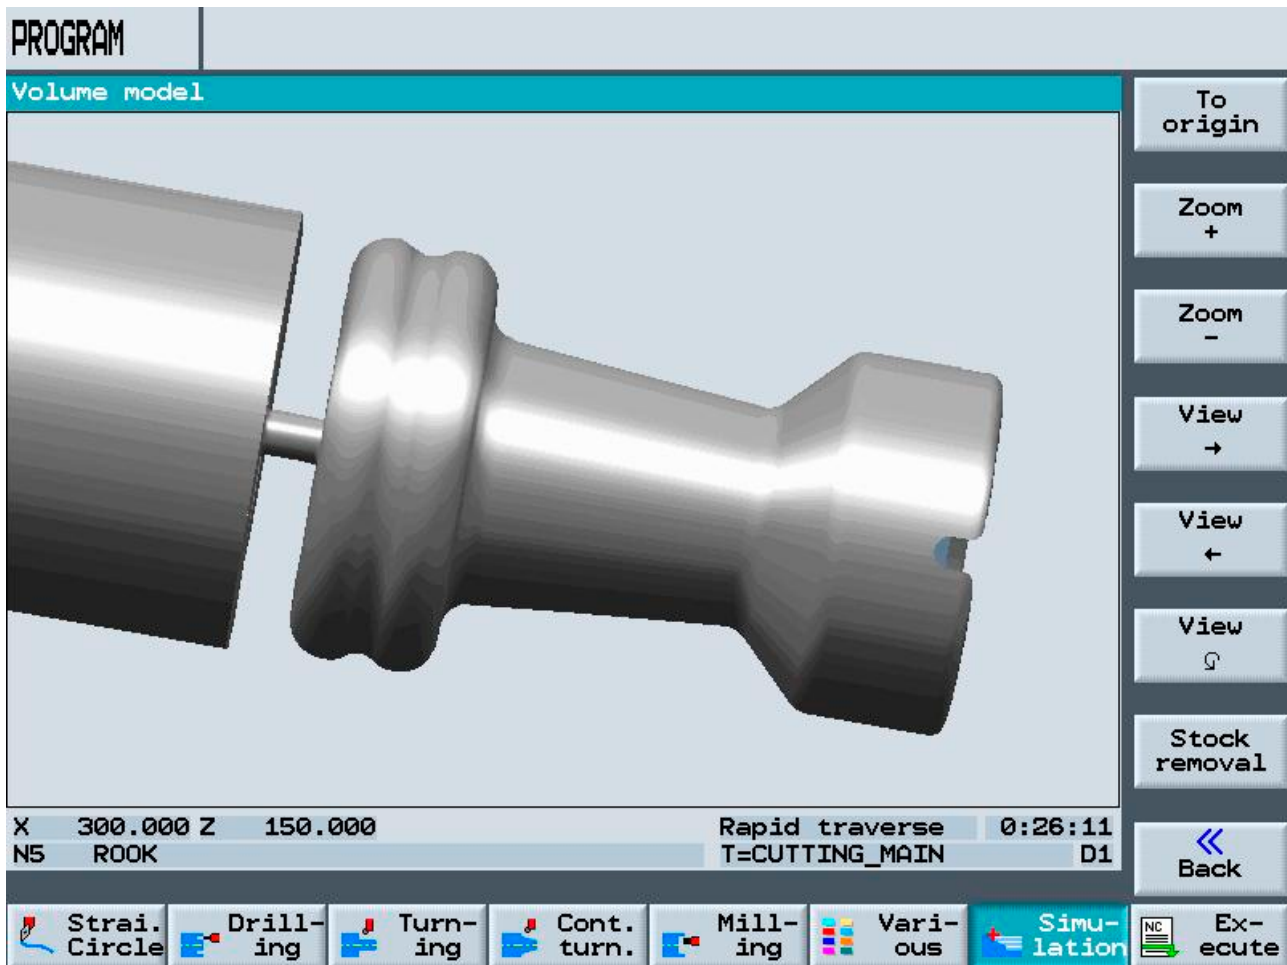 PROGRAM
Volume model
To
origin
Zoom
+
Zoom
-
View
→
View
←
View
Stock
removal
«
Back
X 300.000 Z 150.000 Rapid traverse 0:26:11
N5 ROOK T=CUTTING_MAIN D1
Strai.
Circle
Drill-
ing
Turn-
ing
Cont.
turn.
Mill-
ing
Vari-
ous
Simu-
lation
NC
Ex-
ecute